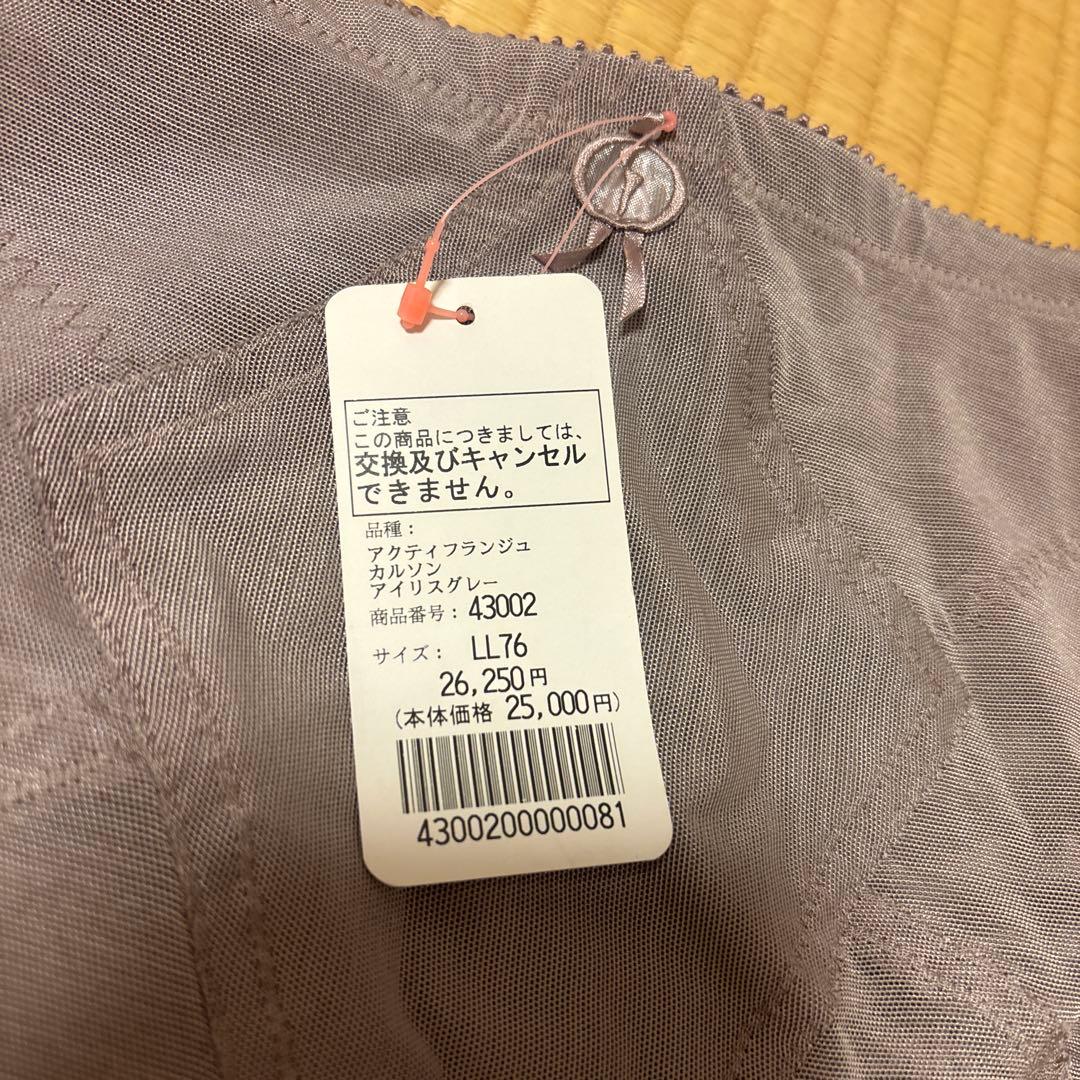 ご注意
この商品につきましては、
交換及びキャンセル
できません。
品種：
アクティフランジュ
カルソン
アイリスグレー
商品番号：43002
サイズ： LL76
26,250円
(本体価格 25,000円)
4300200000081